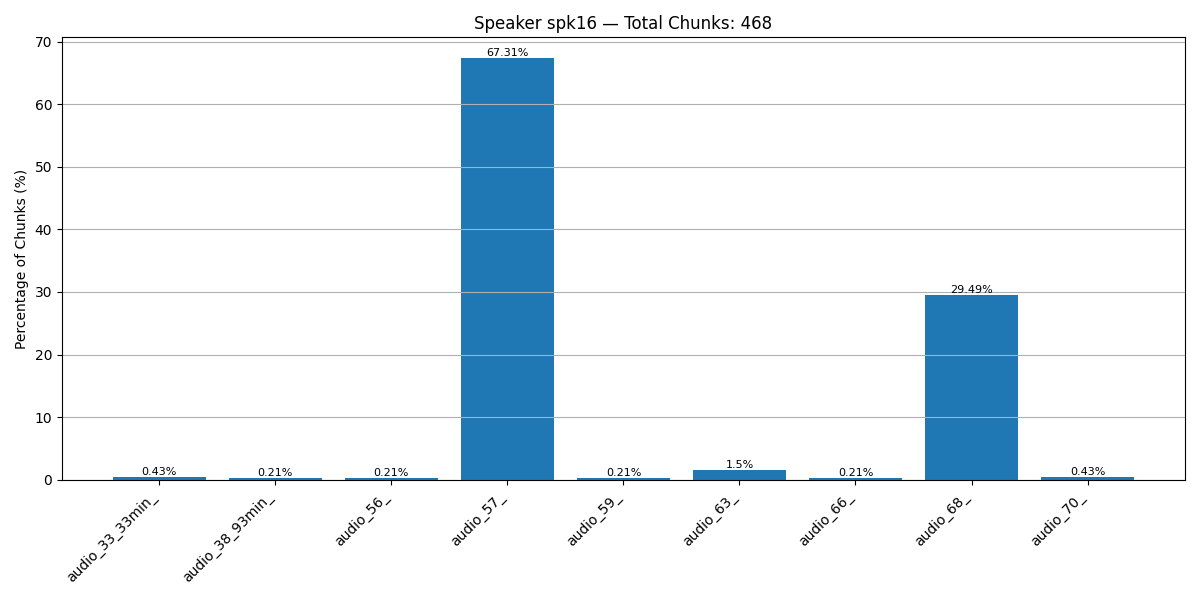 Speaker spk16 — Total Chunks: 468
Percentage of Chunks (%)
70
60
50
40
30
20
10
0
0.43%
0.21%
0.21%
67.31%
0.21%
1.5%
0.21%
29.49%
0.43%
audio_33_33min_
audio_38_93min_
audio_56_
audio_57_
audio_59_
audio_63_
audio_66_
audio_68_
audio_70_